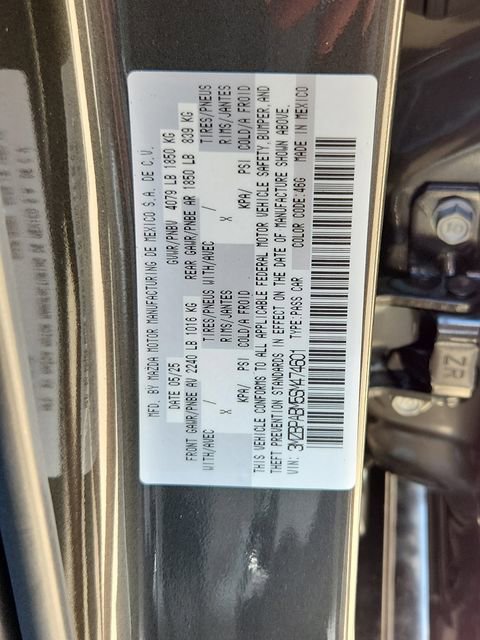 MFD. BY MAZDA MOTOR MANUFACTURING DE MEXICO S.A. DE C.V.
DATE 05/25 GVWR/PNBV 4079 LB 1850 KG
FRONT GAWR/PNBE AV 2240 LB 1016 KG REAR GAWR/PNBE AR 1850 LB 839 KG
WITH/AVEC / TIRES/PNEUS WITH/AVEC / TIRES/PNEUS
X RIMS/JANTES X RIMS/JANTES
KPA/ PSI COLD/A FROID KPA/ PSI COLD/A FROID
THIS VEHICLE CONFORMS TO ALL APPLICABLE FEDERAL MOTOR VEHICLE SAFETY, BUMPER, AND
THEFT PREVENTION STANDARDS IN EFFECT ON THE DATE OF MANUFACTURE SHOWN ABOVE.
VIN: 3MZBPABM5SM474601 TYPE:PASS CAR COLOR CODE:46G MADE IN MEXICO
ZR